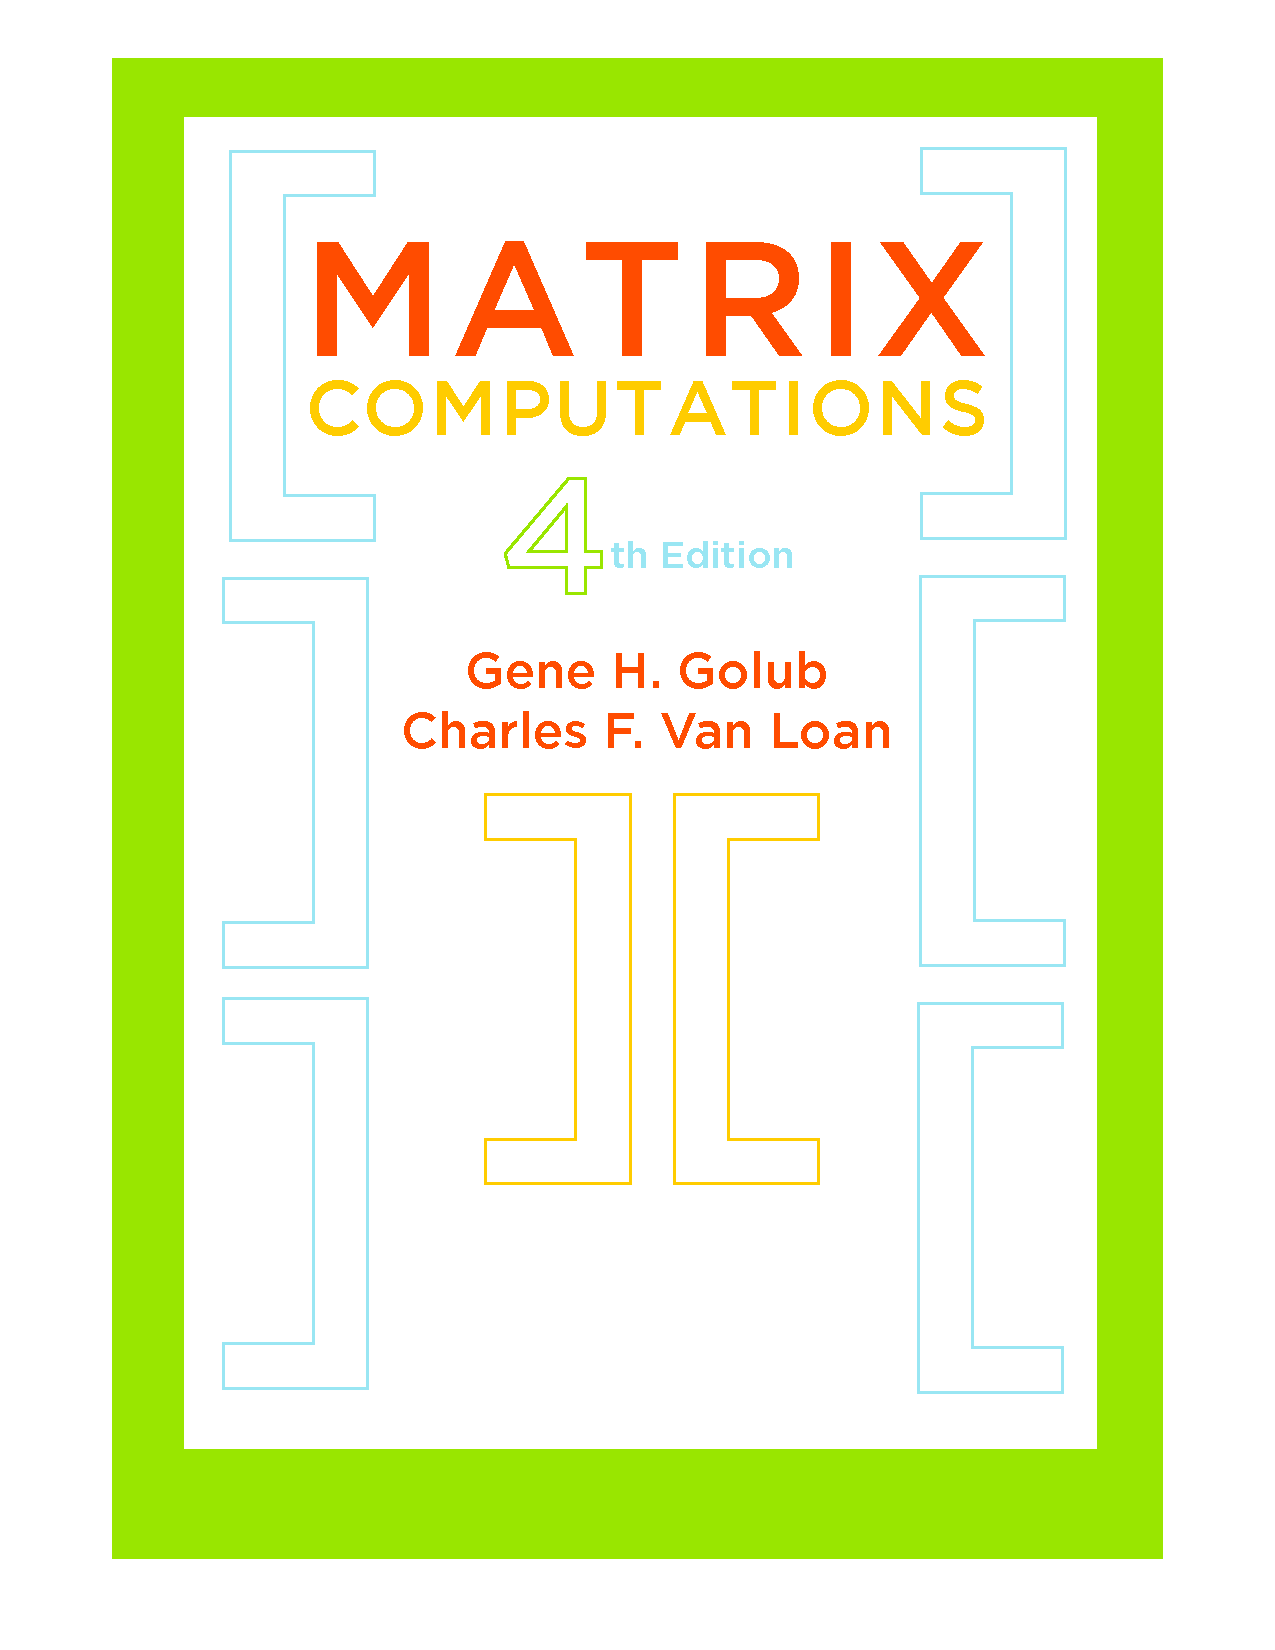 MATRIX
COMPUTATIONS
4th Edition
Gene H. Golub
Charles F. Van Loan